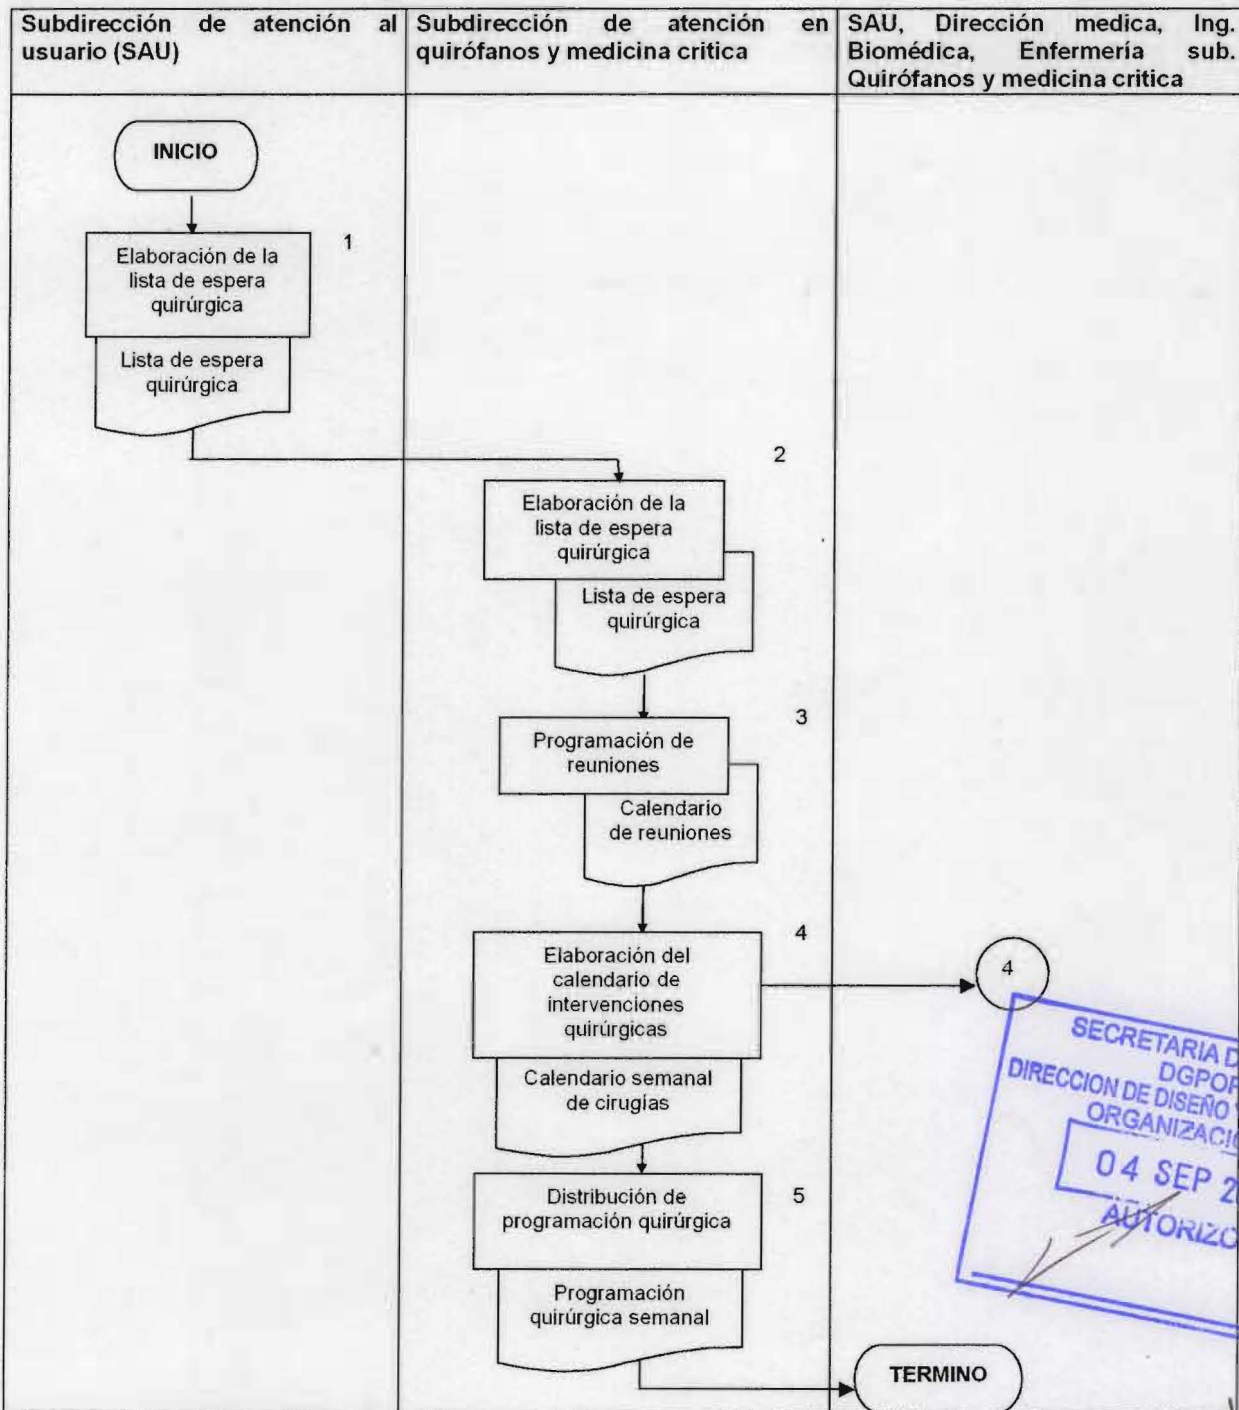 Subdirección de atención al
usuario (SAU)
Subdirección de atención en
quirófanos y medicina critica
SAU, Dirección medica, Ing.
Biomédica, Enfermería sub.
Quirófanos y medicina critica
INICIO
1
Elaboración de la
lista de espera
quirúrgica
Lista de espera
quirúrgica
2
Elaboración de la
lista de espera
quirúrgica
Lista de espera
quirúrgica
3
Programación de
reuniones
Calendario
de reuniones
4
Elaboración del
calendario de
intervenciones
quirúrgicas
4
Calendario semanal
de cirugías
5
Distribución de
programación quirúrgica
Programación
quirúrgica semanal
TERMINO
SECRETARIA D
DGPOP
DIRECCION DE DISEÑO
ORGANIZACI
04 SEP 2
AUTORIZO